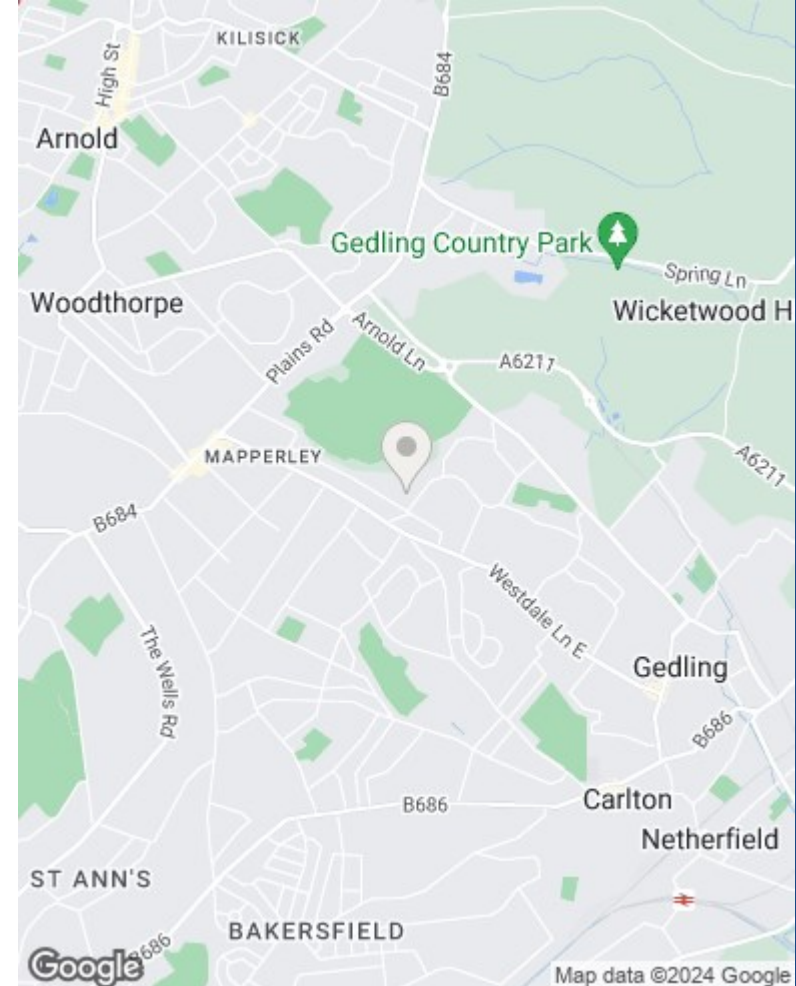 KILISICK
High St
B684
Arnold
Gedling Country Park
Spring Ln
Woodthorpe
Wicketwood H
Plains Rd
Arnold Ln
A6211
MAPPERLEY
A6211
B684
Westdale Ln E
The Wells Rd
Gedling
B686
Carlton
B686
Netherfield
ST ANN'S
BAKERSFIELD
B686
Google
Map data ©2024 Google